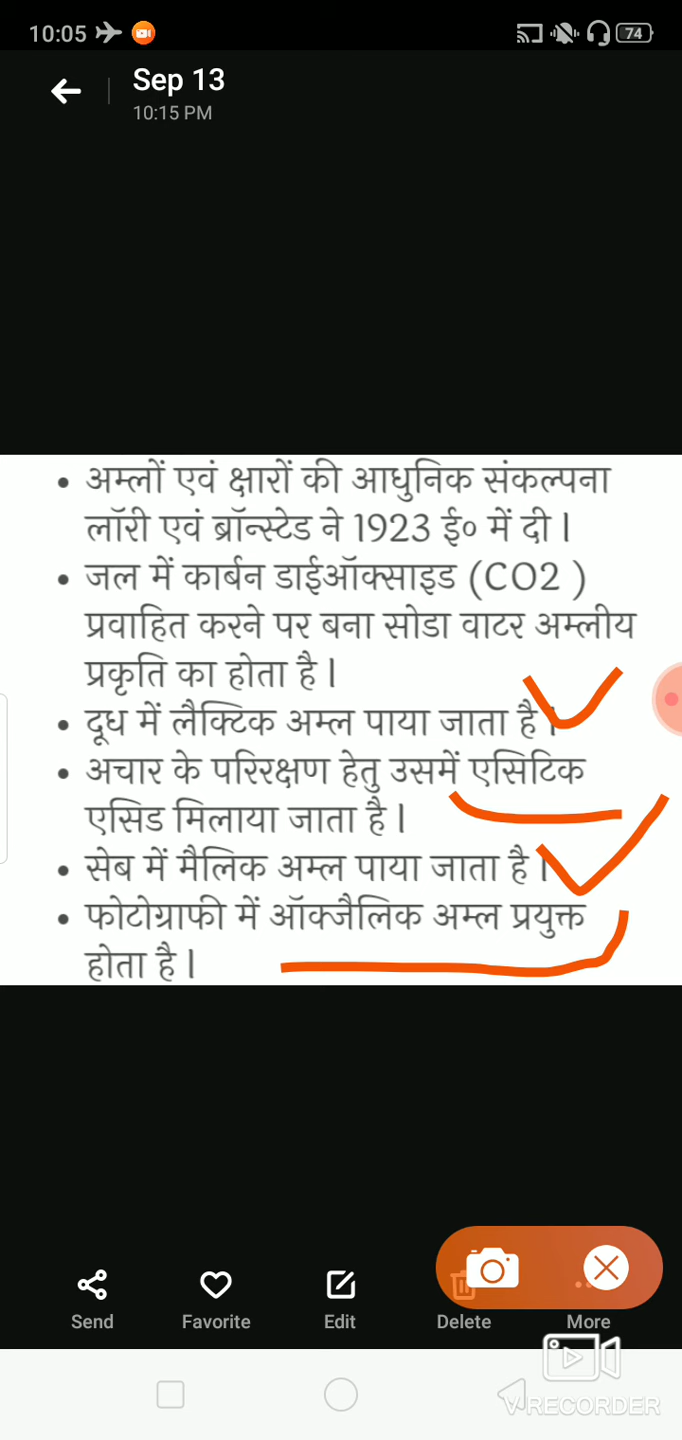 10:05
74
Sep 13
10:15 PM
• अम्लों एवं क्षारों की आधुनिक संकल्पना
लॉरी एवं ब्रॉन्स्टेड ने 1923 ई० में दी l
• जल में कार्बन डाईऑक्साइड (CO2 )
प्रवाहित करने पर बना सोडा वाटर अम्लीय
प्रकृति का होता है l
• दूध में लैक्टिक अम्ल पाया जाता है l
• अचार के परिरक्षण हेतु उसमें एसिटिक
एसिड मिलाया जाता है l
• सेब में मैलिक अम्ल पाया जाता है l
• फोटोग्राफी में ऑक्जैलिक अम्ल प्रयुक्त
होता है l
Send Favorite Edit Delete More
V RECORDER